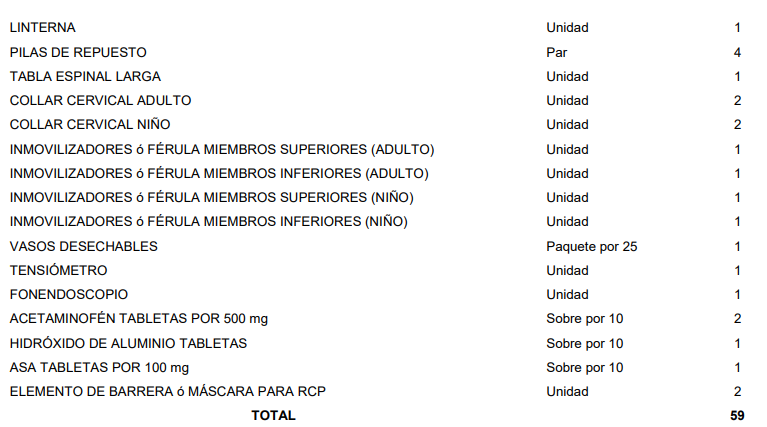 LINTERNA Unidad 1
PILAS DE REPUESTO Par 4
TABLA ESPINAL LARGA Unidad 1
COLLAR CERVICAL ADULTO Unidad 2
COLLAR CERVICAL NIÑO Unidad 2
INMOVILIZADORES ó FÉRULA MIEMBROS SUPERIORES (ADULTO) Unidad 1
INMOVILIZADORES ó FÉRULA MIEMBROS INFERIORES (ADULTO) Unidad 1
INMOVILIZADORES ó FÉRULA MIEMBROS SUPERIORES (NIÑO) Unidad 1
INMOVILIZADORES ó FÉRULA MIEMBROS INFERIORES (NIÑO) Unidad 1
VASOS DESECHABLES Paquete por 25 1
TENSIÓMETRO Unidad 1
FONENDOSCOPIO Unidad 1
ACETAMINOFÉN TABLETAS POR 500 mg Sobre por 10 2
HIDRÓXIDO DE ALUMINIO TABLETAS Sobre por 10 1
ASA TABLETAS POR 100 mg Sobre por 10 1
ELEMENTO DE BARRERA ó MÁSCARA PARA RCP Unidad 2
TOTAL 59